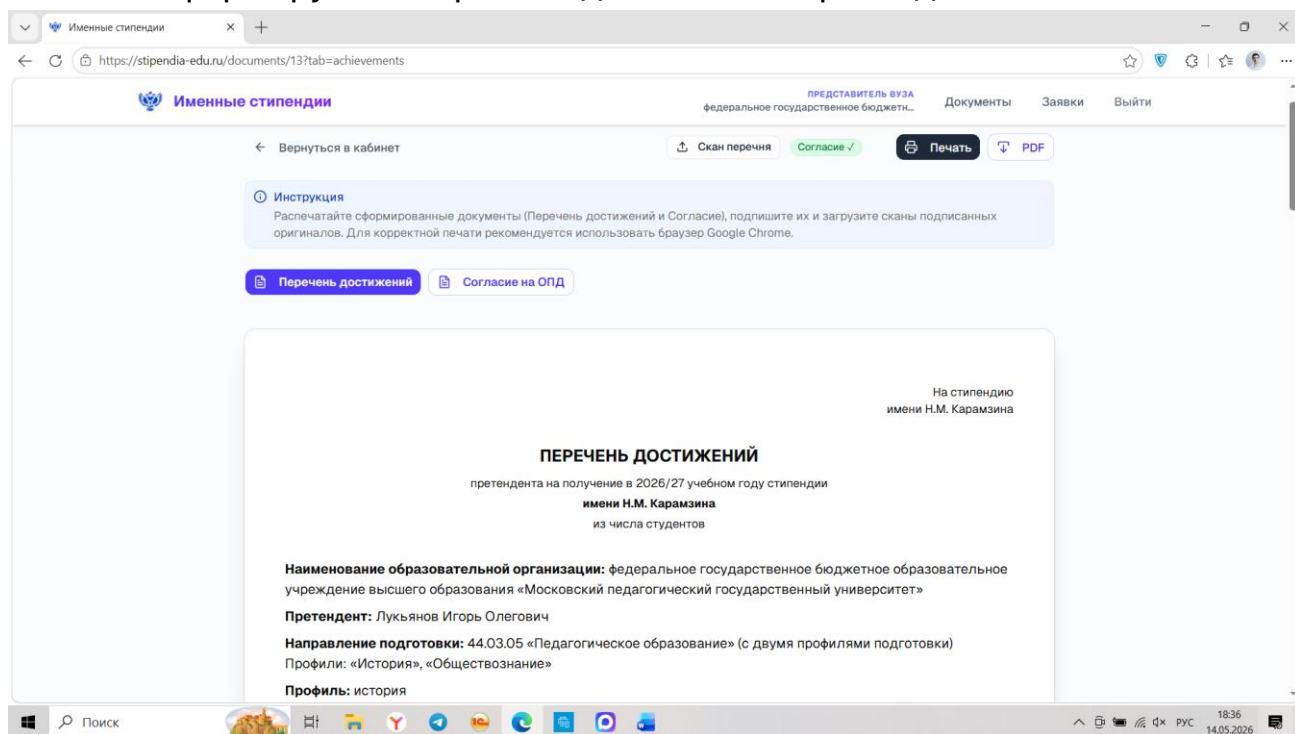 Именные стипендии
https://stipendia-edu.ru/documents/13?tab=achievements
Именные стипендии
ПРЕДСТАВИТЕЛЬ ВУЗА
федеральное государственное бюджетн...
Документы
Заявки
Выйти
Вернуться в кабинет
Скан перечня
Согласие ✓
Печать
PDF
Инструкция
Распечатайте сформированные документы (Перечень достижений и Согласие), подпишите их и загрузите сканы подписанных
оригиналов. Для корректной печати рекомендуется использовать браузер Google Chrome.
Перечень достижений
Согласие на ОПД
На стипендию
имени Н.М. Карамзина
ПЕРЕЧЕНЬ ДОСТИЖЕНИЙ
претендента на получение в 2026/27 учебном году стипендии
имени Н.М. Карамзина
из числа студентов
Наименование образовательной организации: федеральное государственное бюджетное образовательное
учреждение высшего образования «Московский педагогический государственный университет»
Претендент: Лукьянов Игорь Олегович
Направление подготовки: 44.03.05 «Педагогическое образование» (с двумя профилями подготовки)
Профили: «История», «Обществознание»
Профиль: история
Поиск
РУС
18:36
14.05.2026